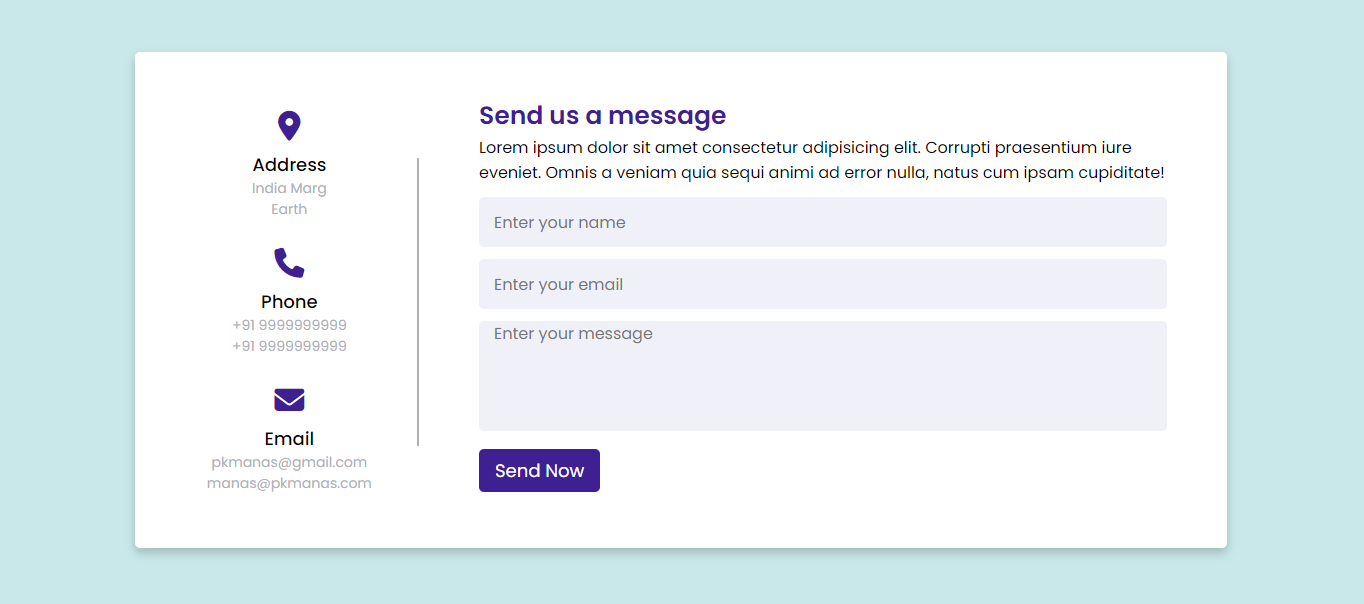 Address
India Marg
Earth
Phone
+91 9999999999
+91 9999999999
Email
pkmanas@gmail.com
manas@pkmanas.com
Send us a message
Lorem ipsum dolor sit amet consectetur adipisicing elit. Corrupti praesentium iure
eveniet. Omnis a veniam quia sequi animi ad error nulla, natus cum ipsam cupiditate!
Enter your name
Enter your email
Enter your message
Send Now